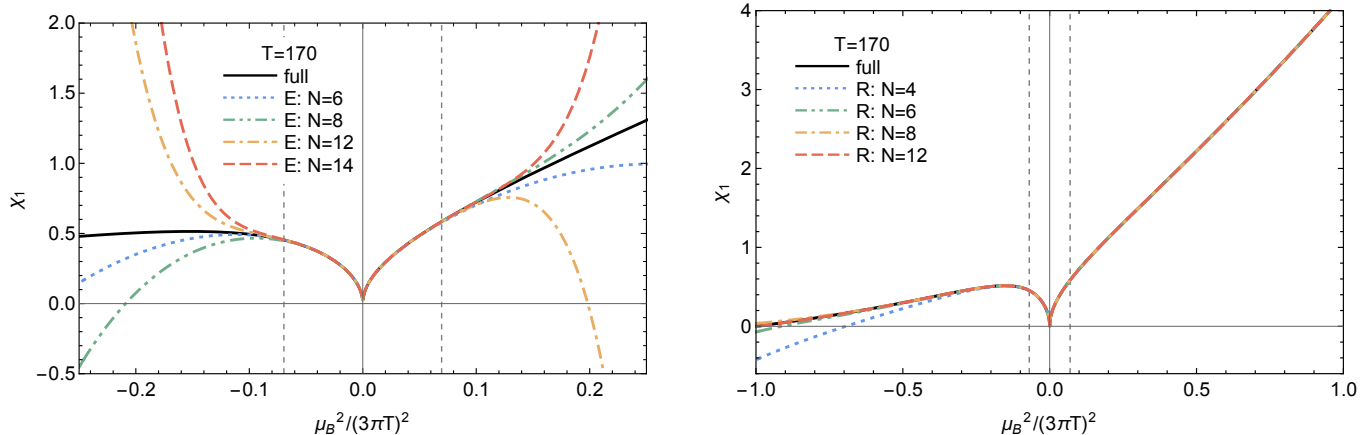 T=170
full
E: N=6
E: N=8
E: N=12
E: N=14
χ₁
2.0
1.5
1.0
0.5
0.0
−0.5
−0.2 −0.1 0.0 0.1 0.2
μ_B²/(3πT)²
T=170
full
R: N=4
R: N=6
R: N=8
R: N=12
χ₁
4
3
2
1
0
−1.0 −0.5 0.0 0.5 1.0
μ_B²/(3πT)²